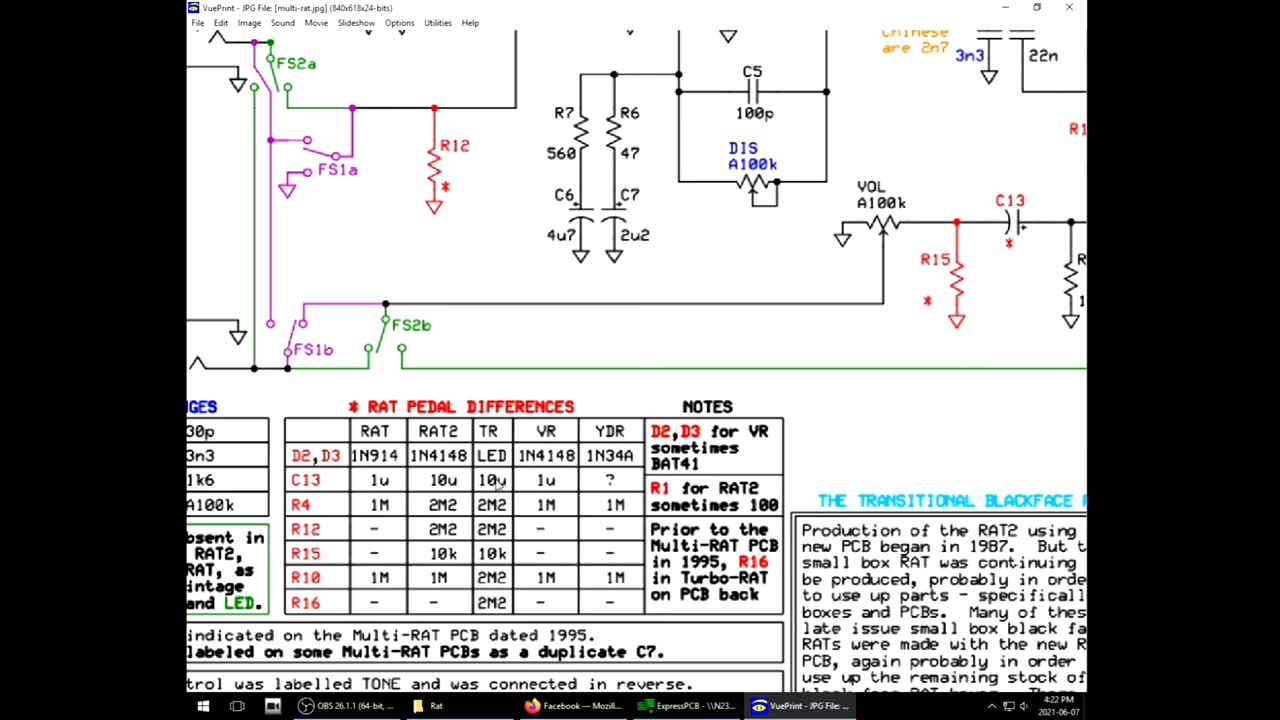 VuePrint - JPG File: [multi-rat.jpg] (840x618x24-bits)
File Edit Image Sound Movie Slideshow Options Utilities Help
Chinese
are 2n7
3n3
22n
FS2a
C5
100p
R7
R6
560
47
R12
*
FS1a
DIS
A100k
C6
C7
4u7
2u2
VOL
A100k
C13
*
R15
*
FS2b
FS1b
* RAT PEDAL DIFFERENCES
NOTES
RAT RAT2 TR VR YDR
D2,D3 1N914 1N4148 LED 1N4148 1N34A
C13 1u 10u 10u 1u ?
R4 1M 2M2 2M2 1M 1M
R12 - 2M2 2M2 - -
R15 - 10k 10k - -
R10 1M 1M 2M2 1M 1M
R16 - - 2M2 - -
D2,D3 for VR
sometimes
BAT41
R1 for RAT2
sometimes 100
Prior to the
Multi-RAT PCB
in 1995, R16
in Turbo-RAT
on PCB back
GES
30p
3n3
1k6
A100k
bsent in
RAT2,
RAT, as
intage
and LED.
indicated on the Multi-RAT PCB dated 1995.
labeled on some Multi-RAT PCBs as a duplicate C7.
trol was labelled TONE and was connected in reverse.
THE TRANSITIONAL BLACKFACE
Production of the RAT2 using
new PCB began in 1987. But t
small box RAT was continuing
be produced, probably in orde
to use up parts - specificall
boxes and PCBs. Many of thes
late issue small box black fa
RATs were made with the new R
PCB, again probably in order
use up the remaining stock of
OBS 26.1.1 (64-bit, ...
Rat
Facebook — Mozill...
ExpressPCB - \\N23...
VuePrint - JPG File: ...
4:22 PM
2021-06-07